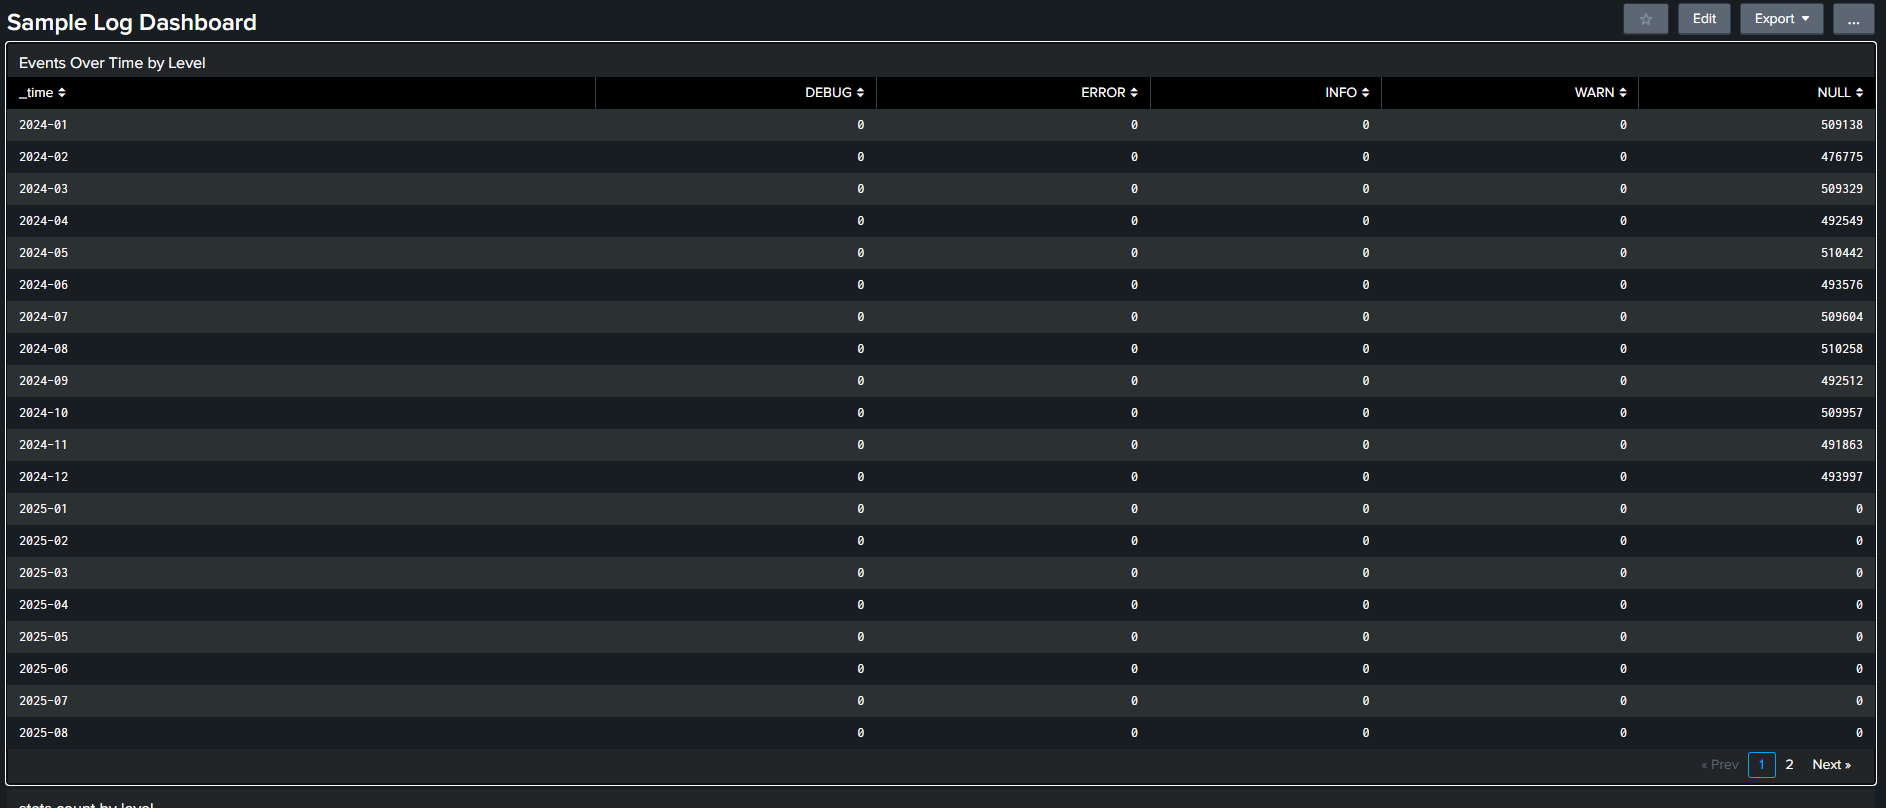 Sample Log Dashboard
☆ Edit Export ...
Events Over Time by Level
_time DEBUG ERROR INFO WARN NULL
2024-01 0 0 0 0 509138
2024-02 0 0 0 0 476775
2024-03 0 0 0 0 509329
2024-04 0 0 0 0 492549
2024-05 0 0 0 0 510442
2024-06 0 0 0 0 493576
2024-07 0 0 0 0 509604
2024-08 0 0 0 0 510258
2024-09 0 0 0 0 492512
2024-10 0 0 0 0 509957
2024-11 0 0 0 0 491863
2024-12 0 0 0 0 493997
2025-01 0 0 0 0 0
2025-02 0 0 0 0 0
2025-03 0 0 0 0 0
2025-04 0 0 0 0 0
2025-05 0 0 0 0 0
2025-06 0 0 0 0 0
2025-07 0 0 0 0 0
2025-08 0 0 0 0 0
« Prev 1 2 Next »
stats count by level